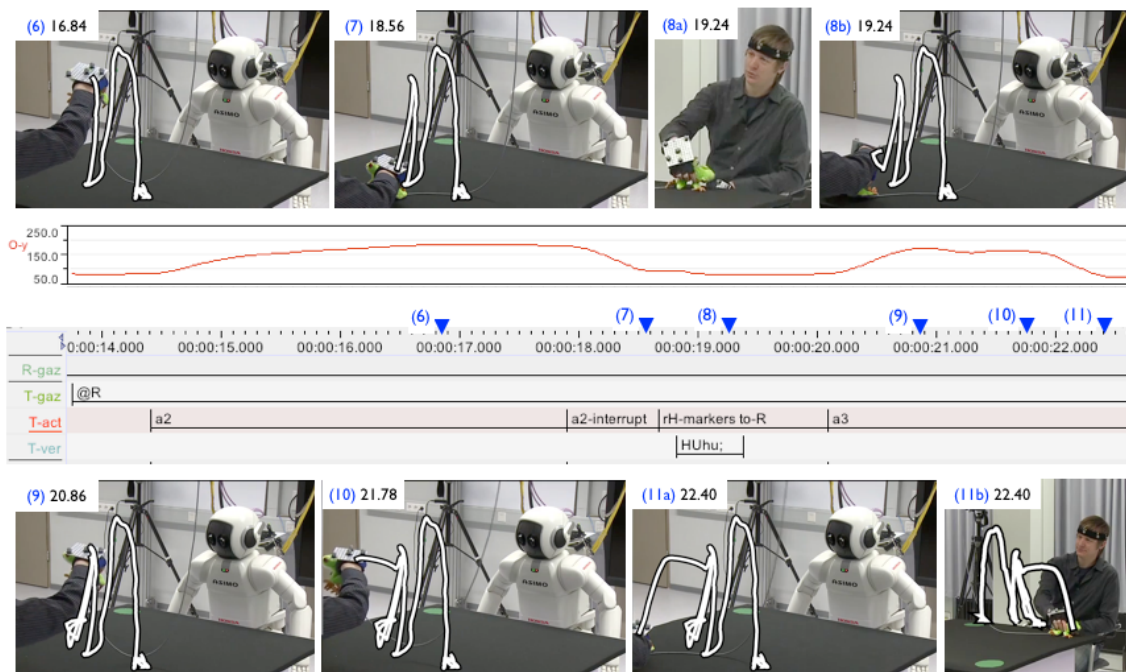 (6) 16.84
(7) 18.56
(8a) 19.24
(8b) 19.24
ASIMO
ASIMO
ASIMO
HONDA
HONDA
O-y
250.0
150.0
50.0
(6)
(7)
(8)
(9)
(10)
(11)
0:00:14.000
00:00:15.000
00:00:16.000
00:00:17.000
00:00:18.000
00:00:19.000
00:00:20.000
00:00:21.000
00:00:22.000
R-gaz
T-gaz
@R
T-act
a2
a2-interrupt
rH-markers to-R
a3
T-ver
HUhu;
(9) 20.86
(10) 21.78
(11a) 22.40
(11b) 22.40
ASIMO
ASIMO
ASIMO